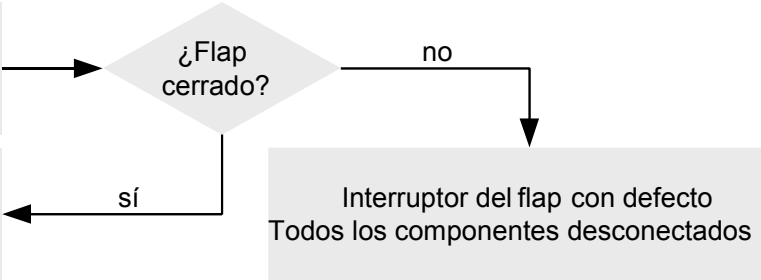 ¿Flap
cerrado?
no
sí
Interruptor del flap con defecto
Todos los componentes desconectados